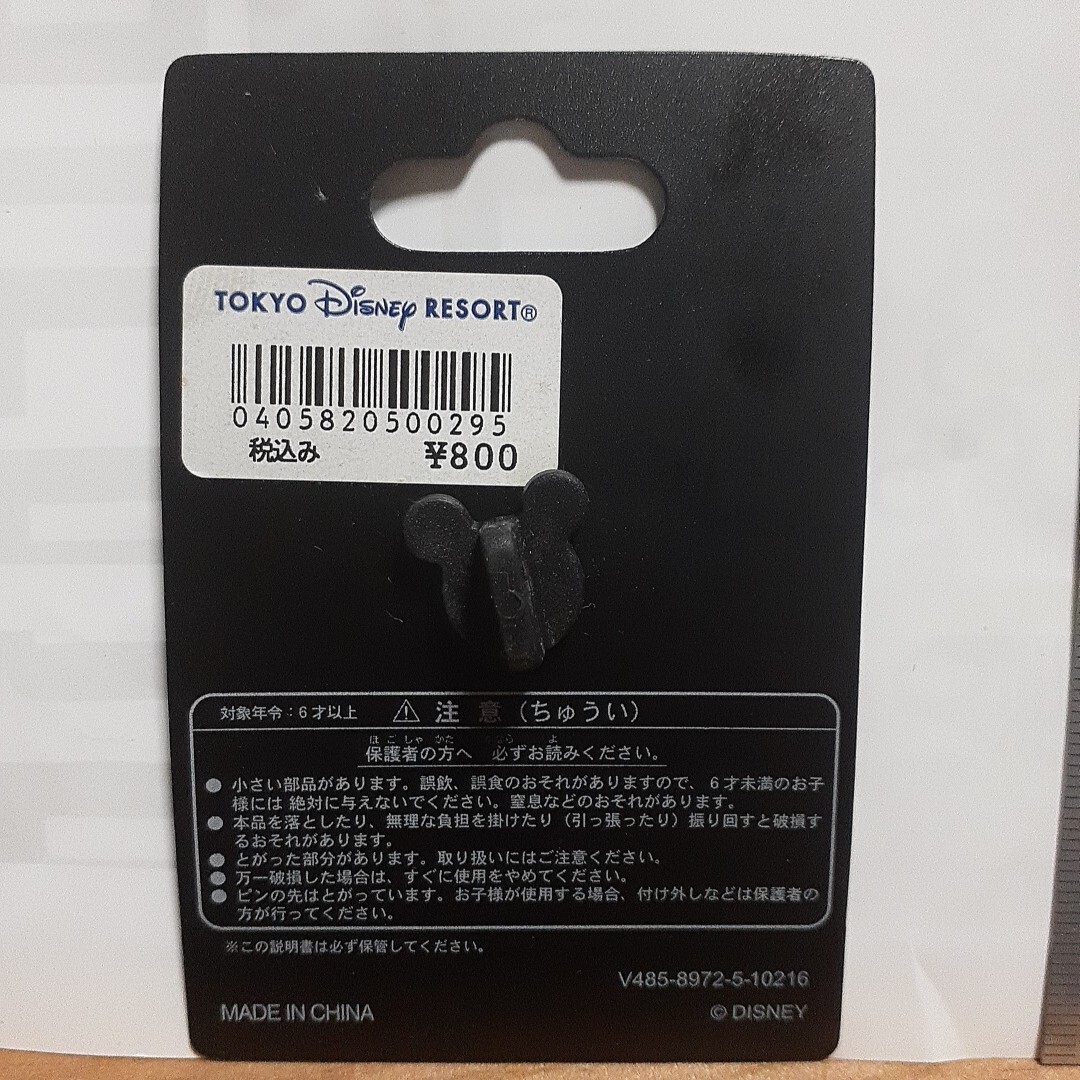 TOKYO Disney RESORT®
0405820500295
税込み ¥800
対象年令：6才以上 ⚠ 注 意（ちゅうい）
ほごしゃ かた よ
保護者の方へ 必ずお読みください。
● 小さい部品があります。誤飲、誤食のおそれがありますので、6才未満のお子
様には 絶対に与えないでください。窒息などのおそれがあります。
● 本品を落としたり、無理な負担を掛けたり（引っ張ったり）振り回すと破損す
るおそれがあります。
● とがった部分があります。取り扱いにはご注意ください。
● 万一破損した場合は、すぐに使用をやめてください。
● ピンの先はとがっています。お子様が使用する場合、付け外しなどは保護者の
方が行ってください。
※この説明書は必ず保管してください。
V485-8972-5-10216
MADE IN CHINA © DISNEY